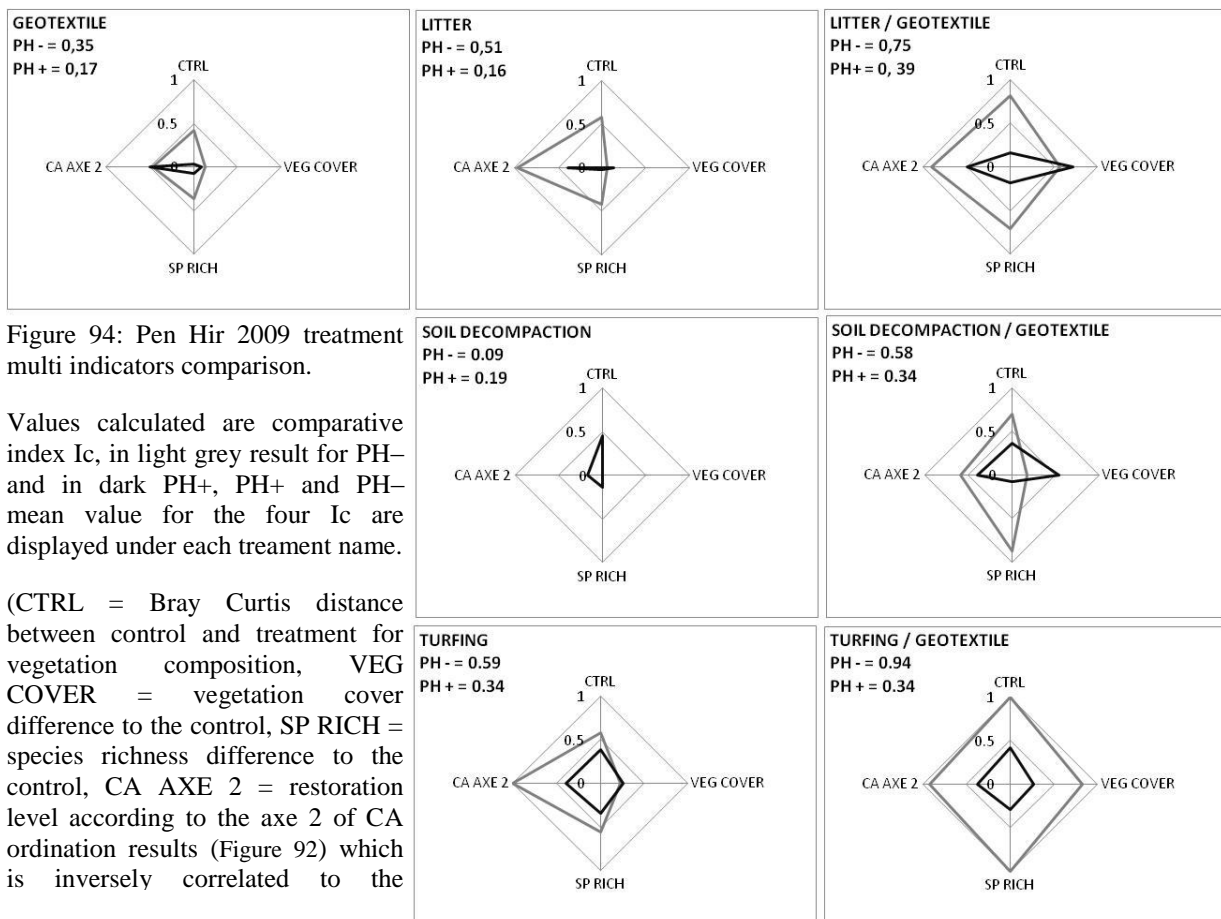 GEOTEXTILE
PH - = 0,35
PH + = 0,17
CTRL
1
0.5
CA AXE 2
0
VEG COVER
SP RICH
LITTER
PH - = 0,51
PH + = 0,16
CTRL
1
0.5
CA AXE 2
0
VEG COVER
SP RICH
LITTER / GEOTEXTILE
PH - = 0,75
PH+ = 0, 39
CTRL
1
0.5
CA AXE 2
0
VEG COVER
SP RICH
Figure 94: Pen Hir 2009 treatment
multi indicators comparison.
Values calculated are comparative
index Ic, in light grey result for PH–
and in dark PH+, PH+ and PH–
mean value for the four Ic are
displayed under each treament name.
(CTRL = Bray Curtis distance
between control and treatment for
vegetation composition, VEG
COVER = vegetation cover
difference to the control, SP RICH =
species richness difference to the
control, CA AXE 2 = restoration
level according to the axe 2 of CA
ordination results (Figure 92) which
is inversely correlated to the
SOIL DECOMPACTION
PH - = 0.09
PH + = 0.19
CTRL
1
0.5
CA AXE 2
0
VEG COVER
SP RICH
SOIL DECOMPACTION / GEOTEXTILE
PH - = 0.58
PH + = 0.34
CTRL
1
0.5
CA AXE 2
0
VEG COVER
SP RICH
TURFING
PH - = 0.59
PH + = 0.34
CTRL
1
0.5
CA AXE 2
0
VEG COVER
SP RICH
TURFING / GEOTEXTILE
PH - = 0.94
PH + = 0.34
CTRL
1
0.5
CA AXE 2
0
VEG COVER
SP RICH